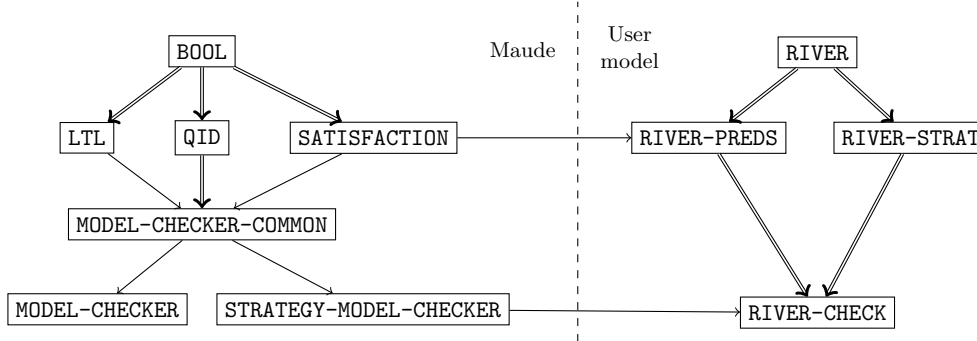 BOOL
Maude
User
model
RIVER
LTL
QID
SATISFACTION
RIVER-PREDS
RIVER-STRAT
MODEL-CHECKER-COMMON
MODEL-CHECKER
STRATEGY-MODEL-CHECKER
RIVER-CHECK